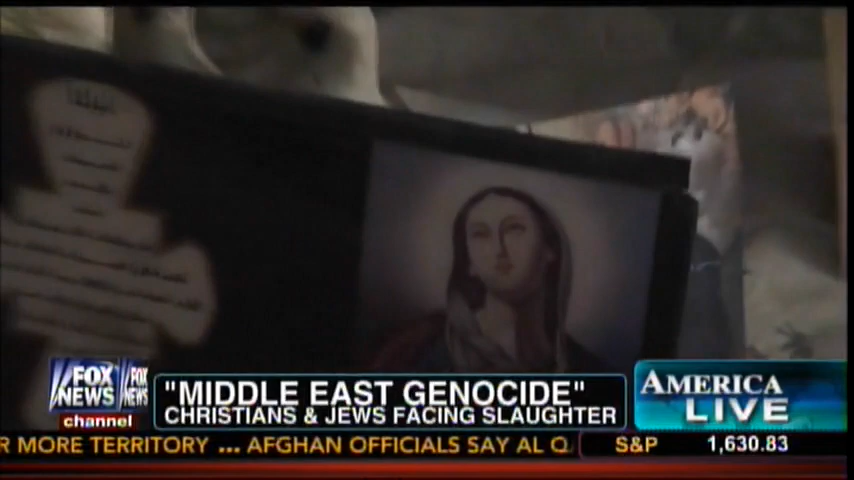 FOX
NEWS
channel
FOX
NEWS
"MIDDLE EAST GENOCIDE"
CHRISTIANS & JEWS FACING SLAUGHTER
AMERICA
LIVE
R MORE TERRITORY ... AFGHAN OFFICIALS SAY AL Q
S&P 1,630.83